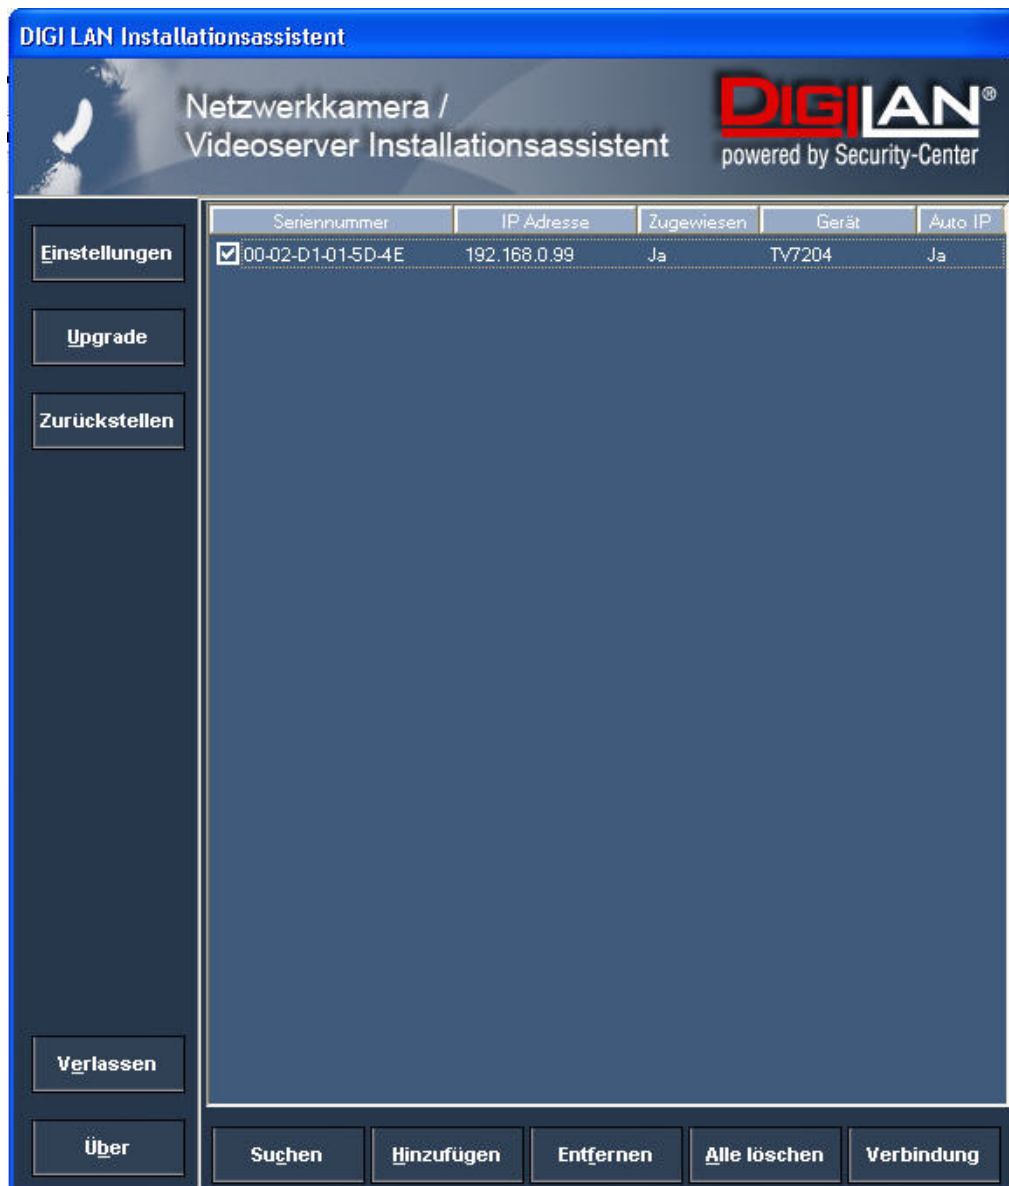 DIGI LAN Installationsassistent
Netzwerkkamera /
Videoserver Installationsassistent
DIGILAN®
powered by Security-Center
Seriennummer IP Adresse Zugewiesen Gerät Auto IP
00-02-D1-01-5D-4E 192.168.0.99 Ja TV7204 Ja
Einstellungen
Upgrade
Zurückstellen
Verlassen
Über
Suchen Hinzufügen Entfernen Alle löschen Verbindung